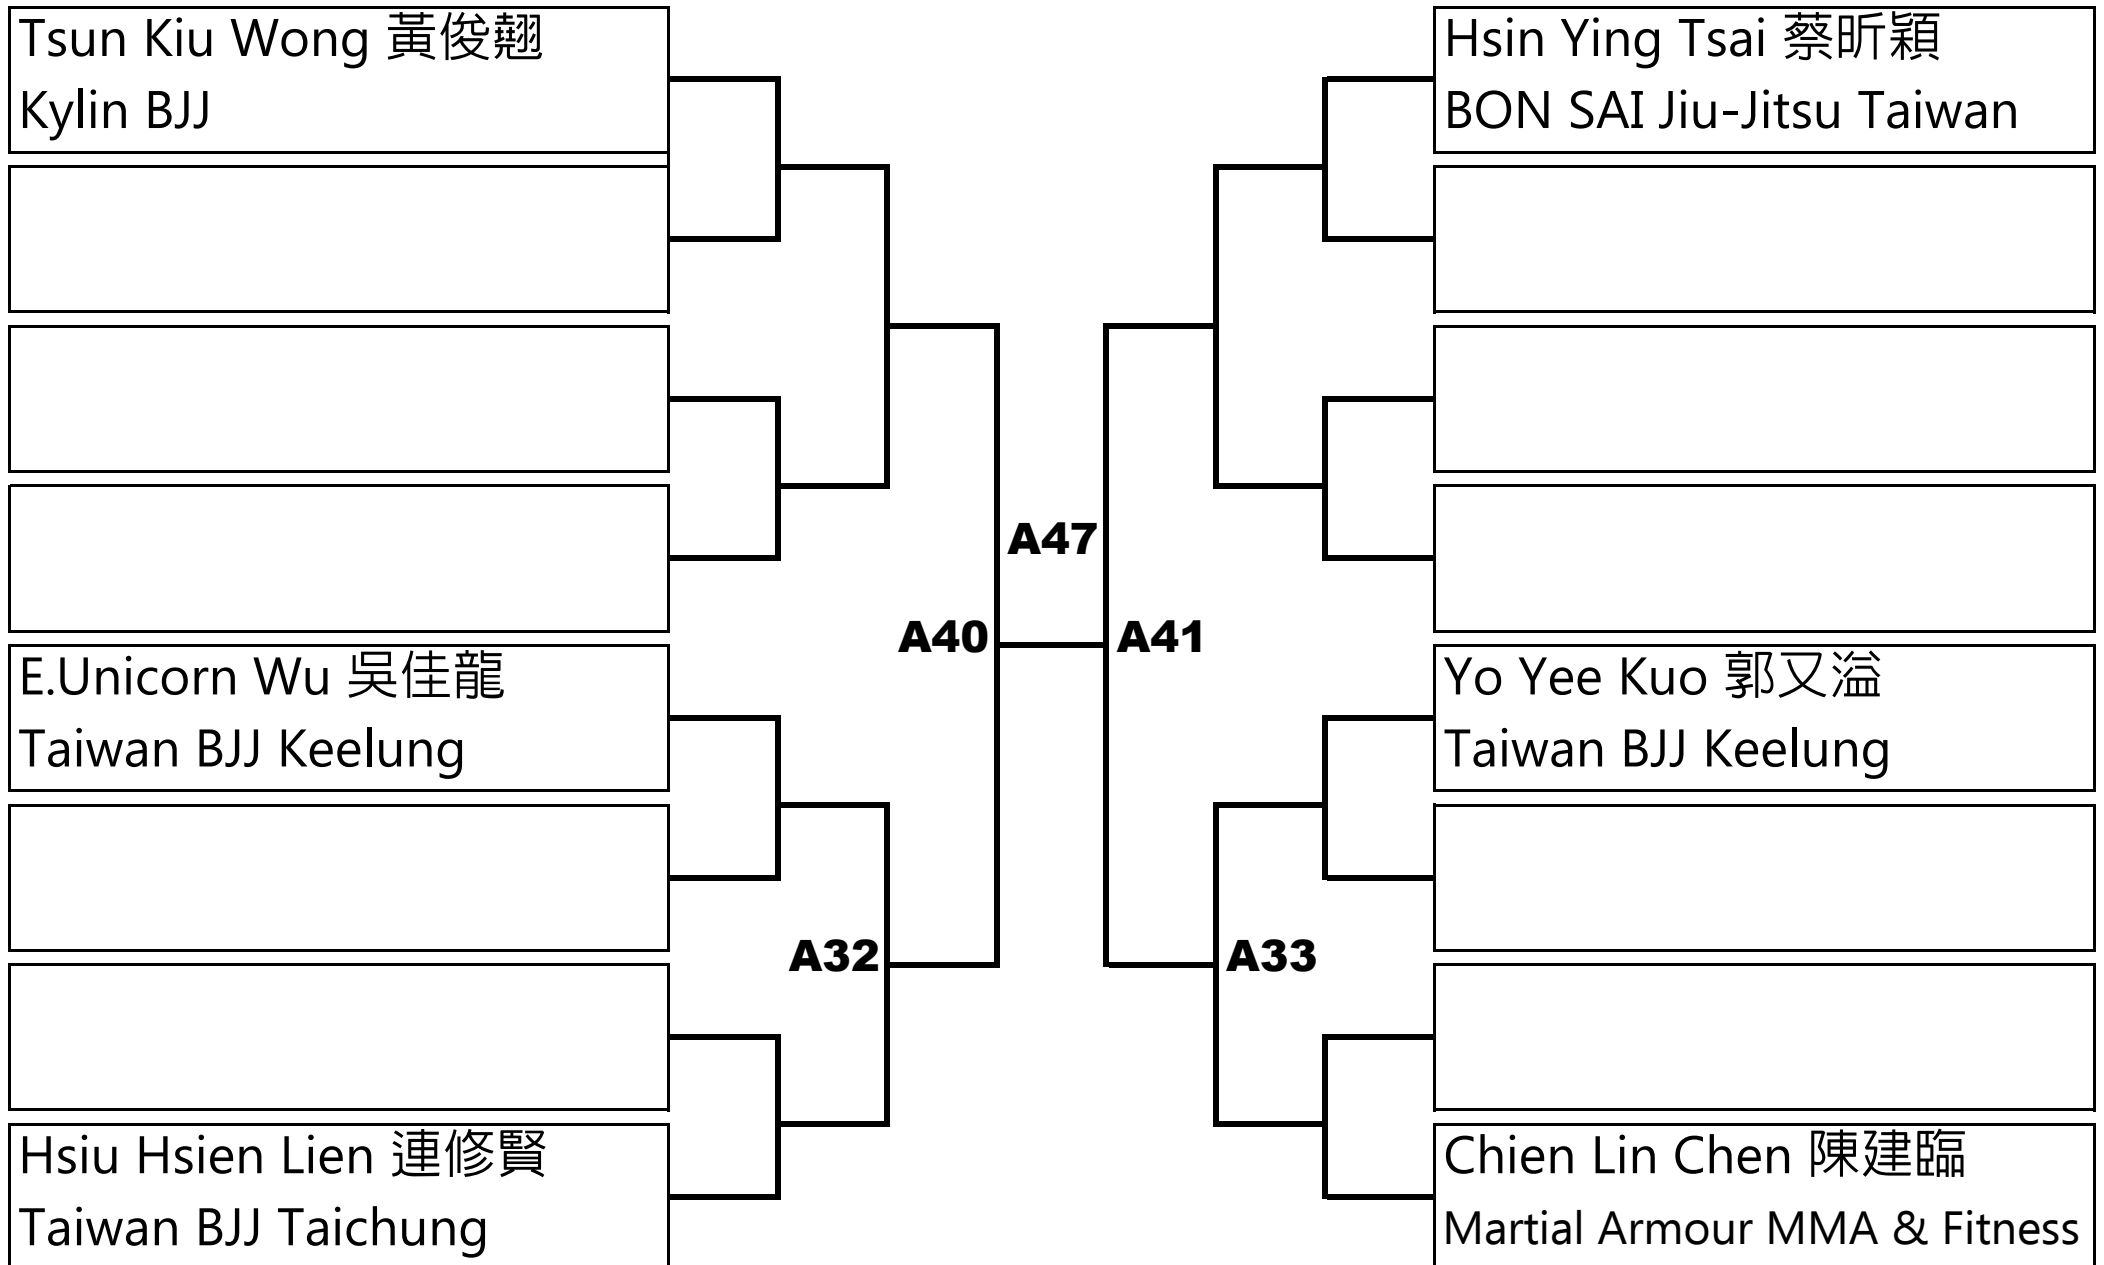 Tsun Kiu Wong 黃俊翹
Kylin BJJ
E.Unicorn Wu 吳佳龍
Taiwan BJJ Keelung
Hsiu Hsien Lien 連修賢
Taiwan BJJ Taichung
A32
A40
A47
A41
A33
Hsin Ying Tsai 蔡昕穎
BON SAI Jiu-Jitsu Taiwan
Yo Yee Kuo 郭又溢
Taiwan BJJ Keelung
Chien Lin Chen 陳建臨
Martial Armour MMA & Fitness